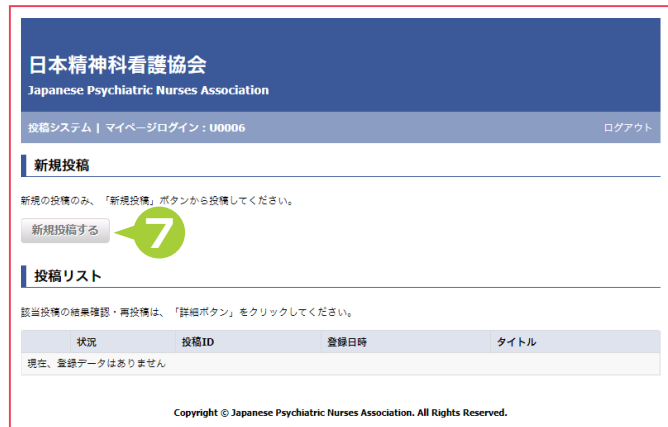 日本精神科看護協会
Japanese Psychiatric Nurses Association
投稿システム | マイページログイン：U0006 ログアウト
新規投稿
新規の投稿のみ、「新規投稿」ボタンから投稿してください。
新規投稿する 7
投稿リスト
該当投稿の結果確認・再投稿は、「詳細ボタン」をクリックしてください。
状況 投稿ID 登録日時 タイトル
現在、登録データはありません
Copyright © Japanese Psychiatric Nurses Association. All Rights Reserved.